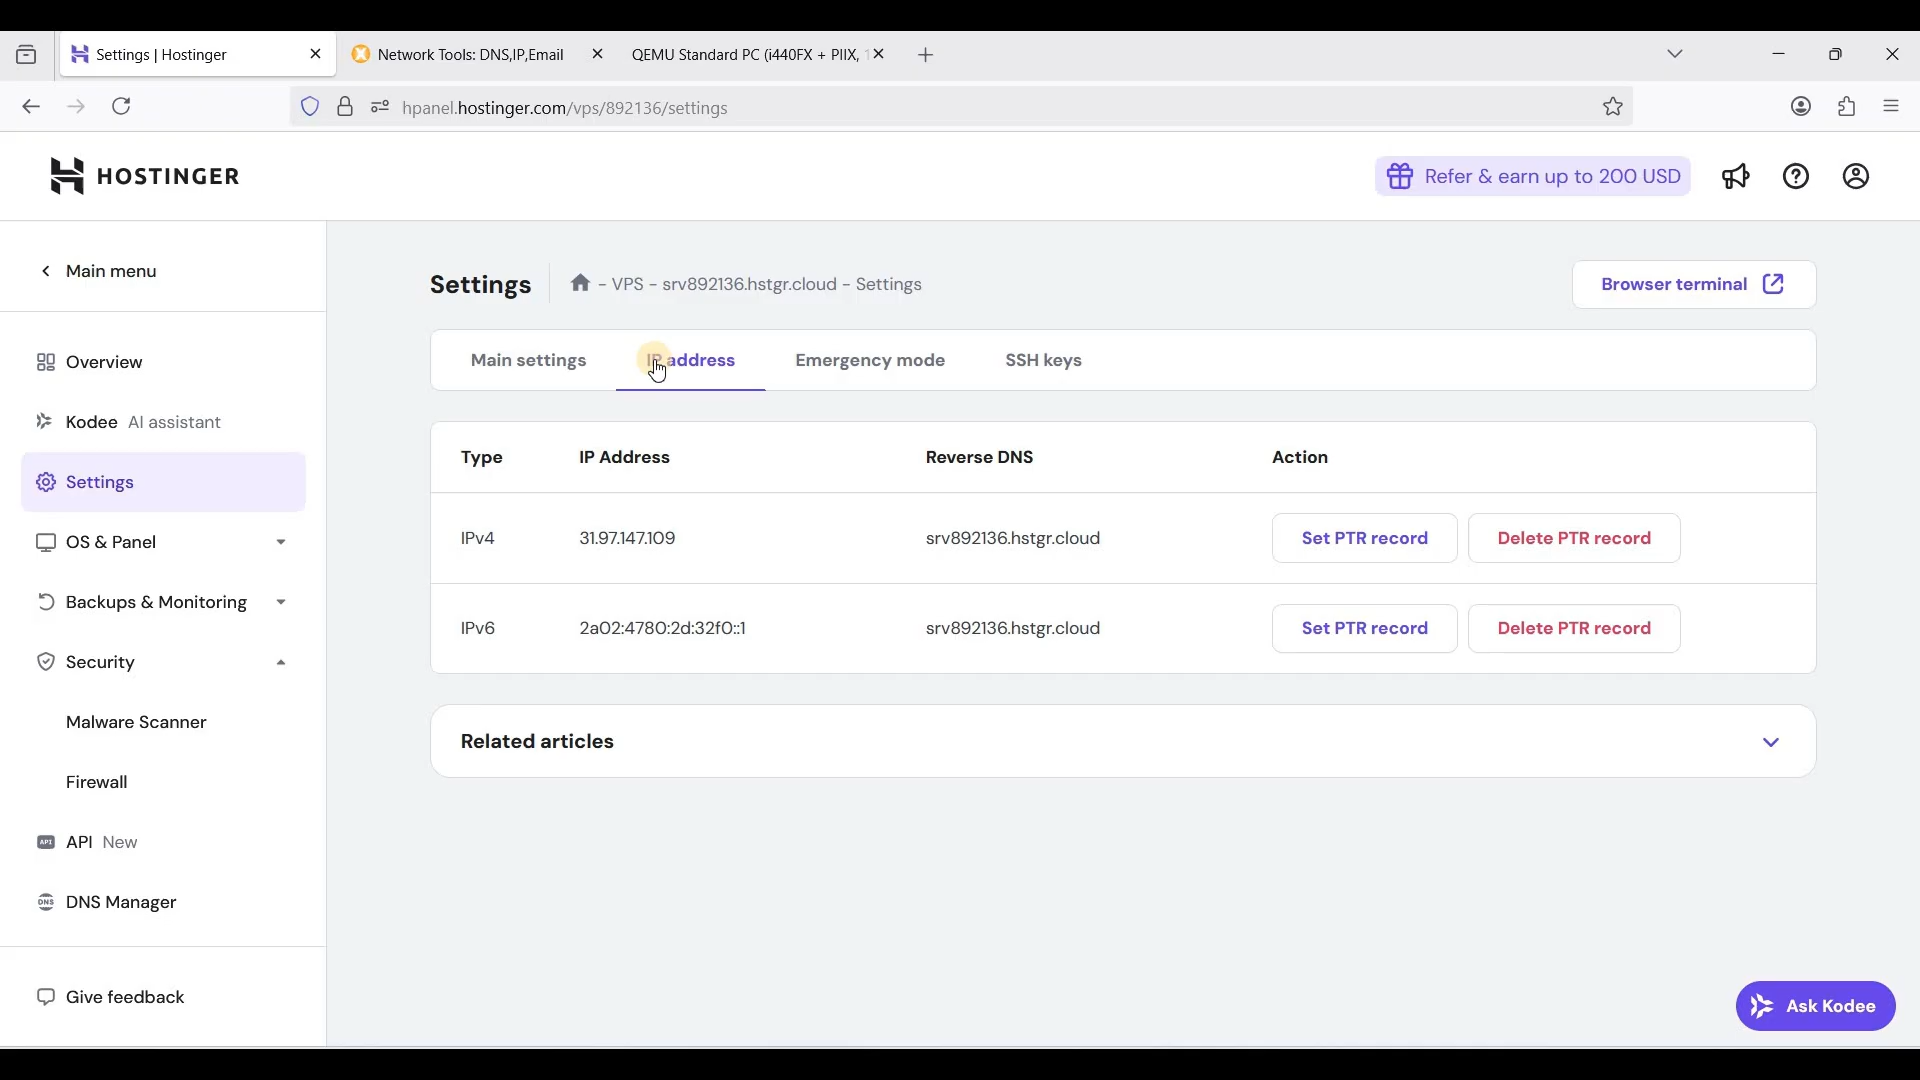 Settings | Hostinger
Network Tools: DNS,IP,Email
QEMU Standard PC (i440FX + PIIX,
hpanel.hostinger.com/vps/892136/settings
HOSTINGER
Refer & earn up to 200 USD
Main menu
Settings
- VPS - srv892136.hstgr.cloud - Settings
Browser terminal
Main settings
IP address
Emergency mode
SSH keys
Overview
Kodee AI assistant
Settings
OS & Panel
Backups & Monitoring
Security
Malware Scanner
Firewall
API New
DNS Manager
Give feedback
Type IP Address Reverse DNS Action
IPv4 31.97.147.109 srv892136.hstgr.cloud Set PTR record Delete PTR record
IPv6 2a02:4780:2d:32f0::1 srv892136.hstgr.cloud Set PTR record Delete PTR record
Related articles
Ask Kodee